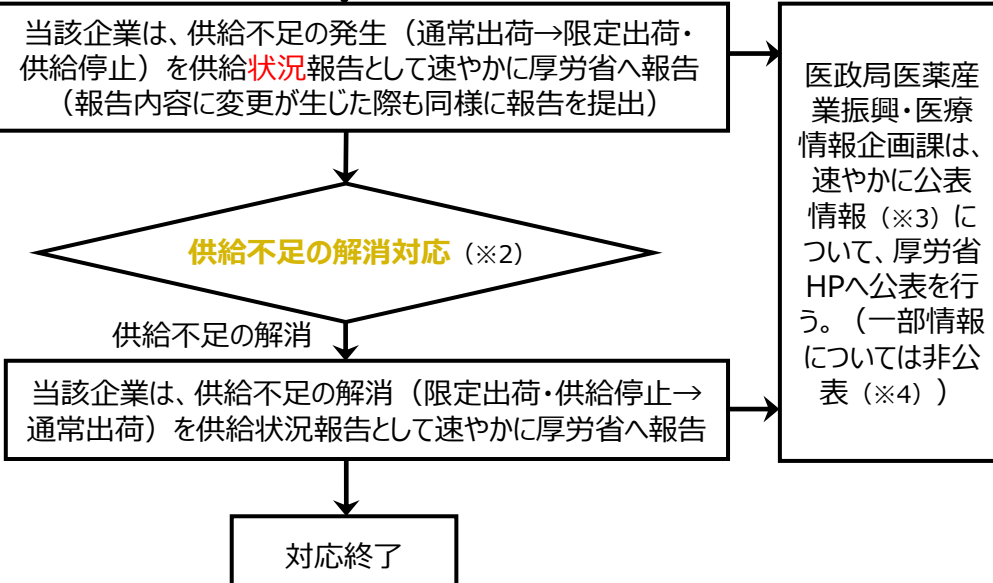 当該企業は、供給不足の発生（通常出荷→限定出荷・
供給停止）を供給状況報告として速やかに厚労省へ報告
（報告内容に変更が生じた際も同様に報告を提出）
供給不足の解消対応（※2）
供給不足の解消
当該企業は、供給不足の解消（限定出荷・供給停止→
通常出荷）を供給状況報告として速やかに厚労省へ報告
対応終了
医政局医薬産
業振興・医療
情報企画課は、
速やかに公表
情報（※3）に
ついて、厚労省
HPへ公表を行
う。（一部情報
については非公
表（※4））